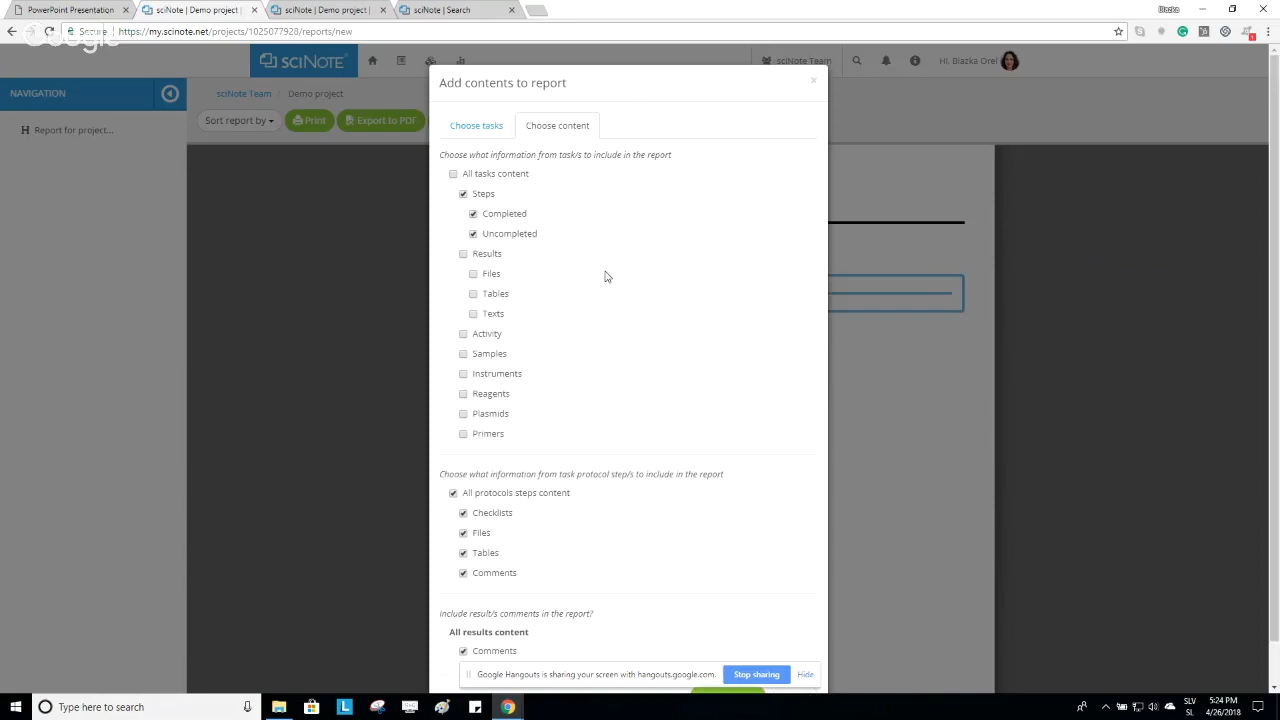 PowerPoint Presentation
sciNote | Demo project |
sciNote | Demo project |
sciNote | Search
Blazka
Secure
https://my.scinote.net/projects/1025077928/reports/new
Google
sciNOTE
sciNote Team
Hi, Blazka Orel
Add contents to report
NAVIGATION
sciNote Team
Demo project
Report for project...
Sort report by
Print
Export to PDF
Choose tasks
Choose content
Choose what information from task/s to include in the report
All tasks content
Steps
Completed
Uncompleted
Results
Files
Tables
Texts
Activity
Samples
Instruments
Reagents
Plasmids
Primers
Choose what information from task protocol step/s to include in the report
All protocols steps content
Checklists
Files
Tables
Comments
Include result/s comments in the report?
All results content
Comments
Google Hangouts is sharing your screen with hangouts.google.com.
Stop sharing
Hide
Type here to search
SLV
SL
5:24 PM
4/26/2018